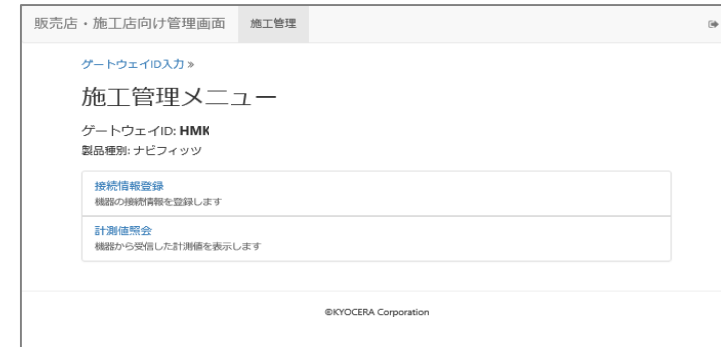 販売店・施工店向け管理画面 施工管理
ゲートウェイID入力 »
施工管理メニュー
ゲートウェイID: HMK
製品種別: ナビフィッツ
接続情報登録
機器の接続情報を登録します
計測値照会
機器から受信した計測値を表示します
©KYOCERA Corporation